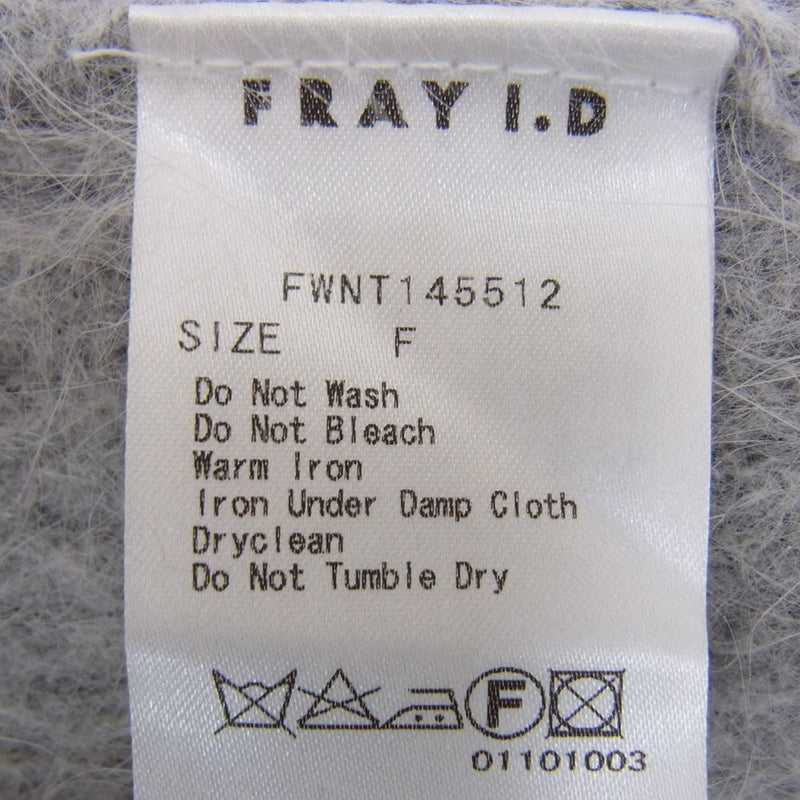 FRAY I.D
FWNT145512
SIZE F
Do Not Wash
Do Not Bleach
Warm Iron
Iron Under Damp Cloth
Dryclean
Do Not Tumble Dry
F
01101003